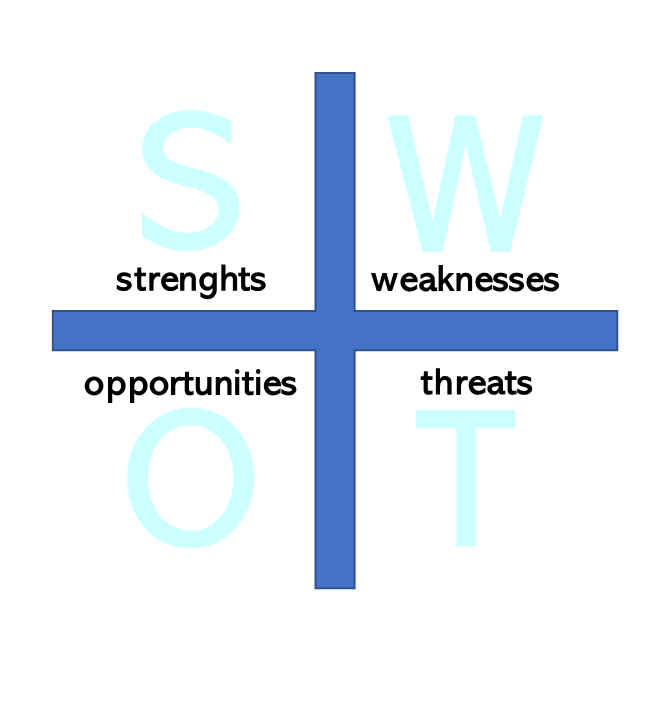 S W
strenghts weaknesses
opportunities threats
O T